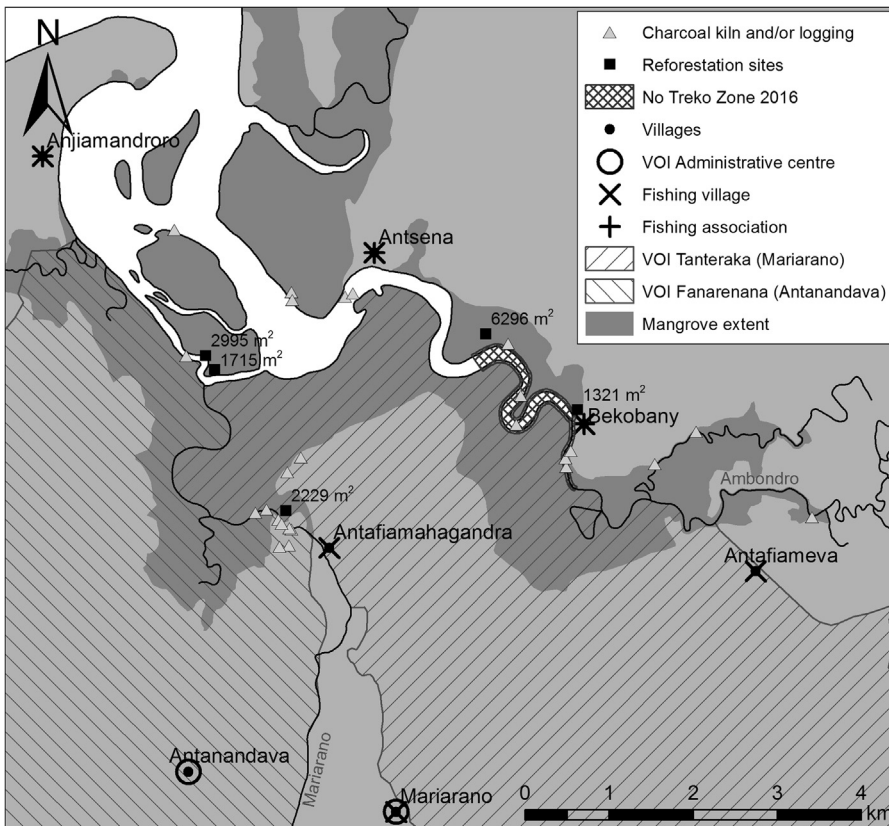 N
Charcoal kiln and/or logging
Reforestation sites
No Treko Zone 2016
Villages
VOI Administrative centre
Fishing village
Fishing association
VOI Tanteraka (Mariarano)
VOI Fanarenana (Antanandava)
Mangrove extent
Anjiamandroro
Antsena
6296 m²
2995 m²
1715 m²
1321 m²
Bekobany
Ambondro
2229 m²
Antafiamahagandra
Antafiameva
Antanandava
Mariarano
Mariarano
0 1 2 3 4
km